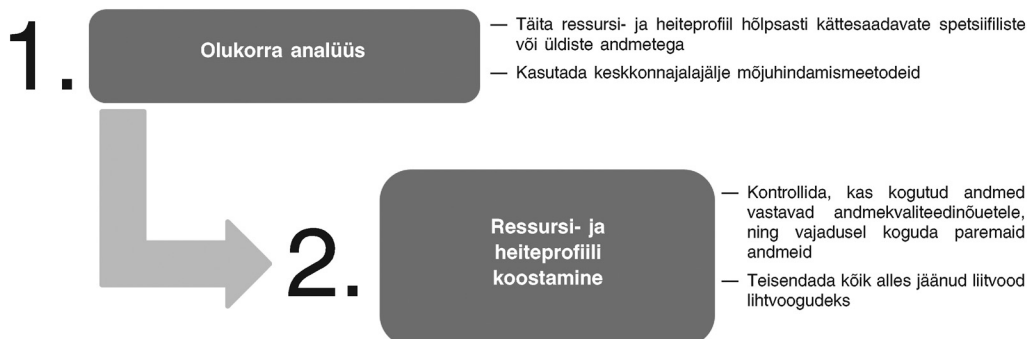 1.
Olukorra analüüs
— Täita ressursi- ja heiteprofiil hõlpsasti kättesaadavate spetsiifiliste
või üldiste andmetega
— Kasutada keskkonnajalajälje mõjuhindamismeetodeid
2.
Ressursi- ja
heiteprofiili
koostamine
— Kontrollida, kas kogutud andmed
vastavad andmekvaliteedinõuetele,
ning vajadusel koguda paremaid
andmeid
— Teisendada kõik alles jäänud liitvood
lihtvoogudeks